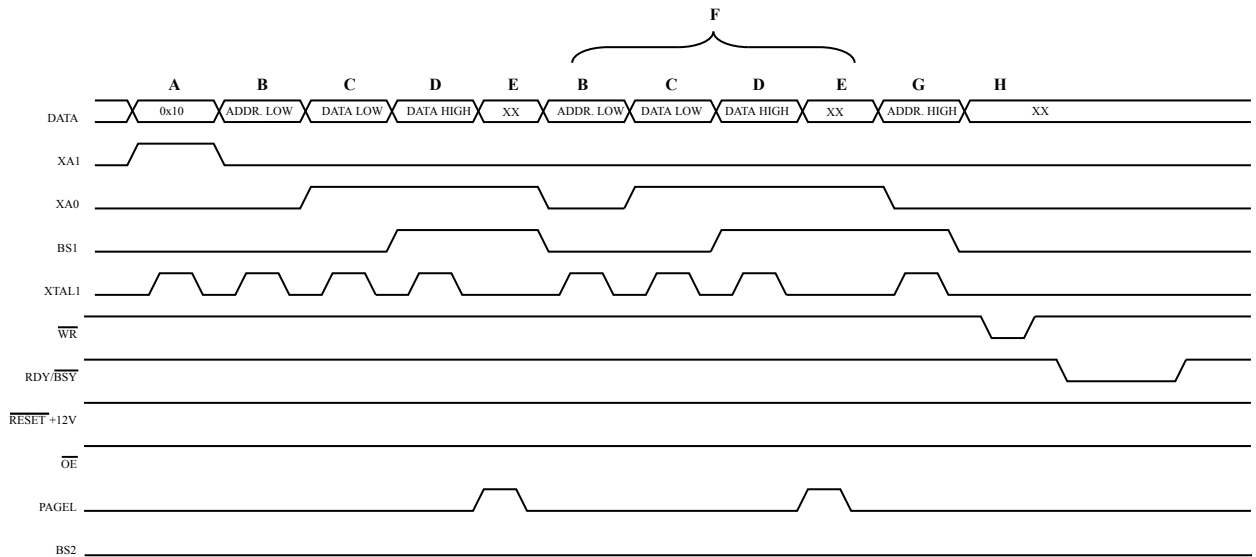 F
A B C D E B C D E G H
DATA 0x10 ADDR. LOW DATA LOW DATA HIGH XX ADDR. LOW DATA LOW DATA HIGH XX ADDR. HIGH XX
XA1
XA0
BS1
XTAL1
WR
RDY/BSY
RESET +12V
OE
PAGEL
BS2